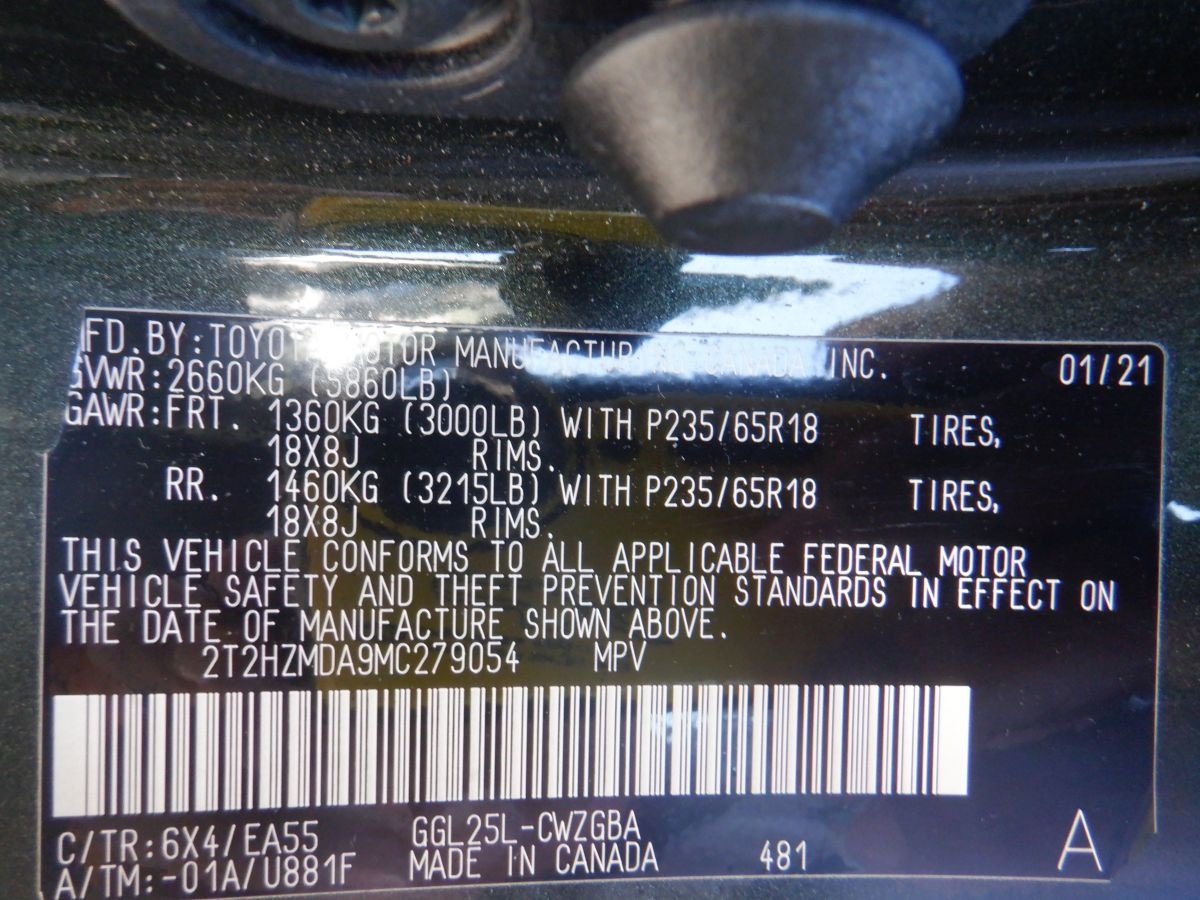 MFD. BY: TOYOTA MOTOR MANUFACTURING CANADA INC. 01/21
GVWR: 2660KG (5860LB)
GAWR: FRT. 1360KG (3000LB) WITH P235/65R18 TIRES,
18X8J RIMS.
RR. 1460KG (3215LB) WITH P235/65R18 TIRES,
18X8J RIMS.
THIS VEHICLE CONFORMS TO ALL APPLICABLE FEDERAL MOTOR
VEHICLE SAFETY AND THEFT PREVENTION STANDARDS IN EFFECT ON
THE DATE OF MANUFACTURE SHOWN ABOVE.
2T2HZMDA9MC279054 MPV
C/TR: 6X4/EA55 GGL25L-CWZGBA
A/TM: -01A/U881F MADE IN CANADA 481 A